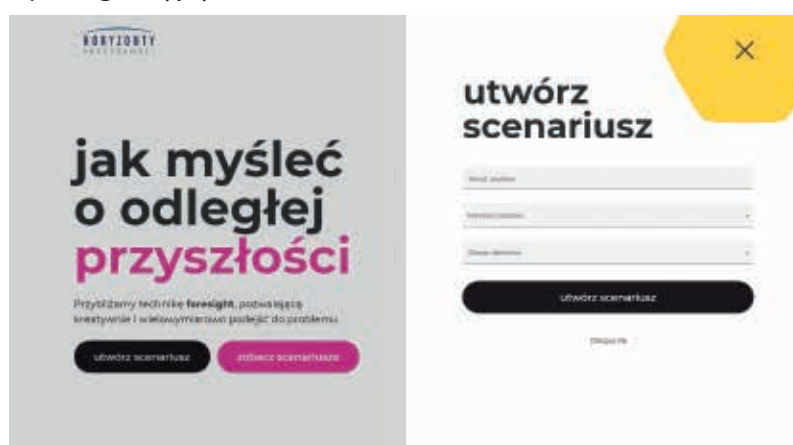 HORYZONTY
jak myśleć
o odległej
przyszłości
Przybliżamy technikę foresight, pozwalającą
kreatywnie i wielowymiarowo podejść do problemu.
utwórz scenariusz
zobacz scenariusze
utwórz
scenariusz
utwórz scenariusz